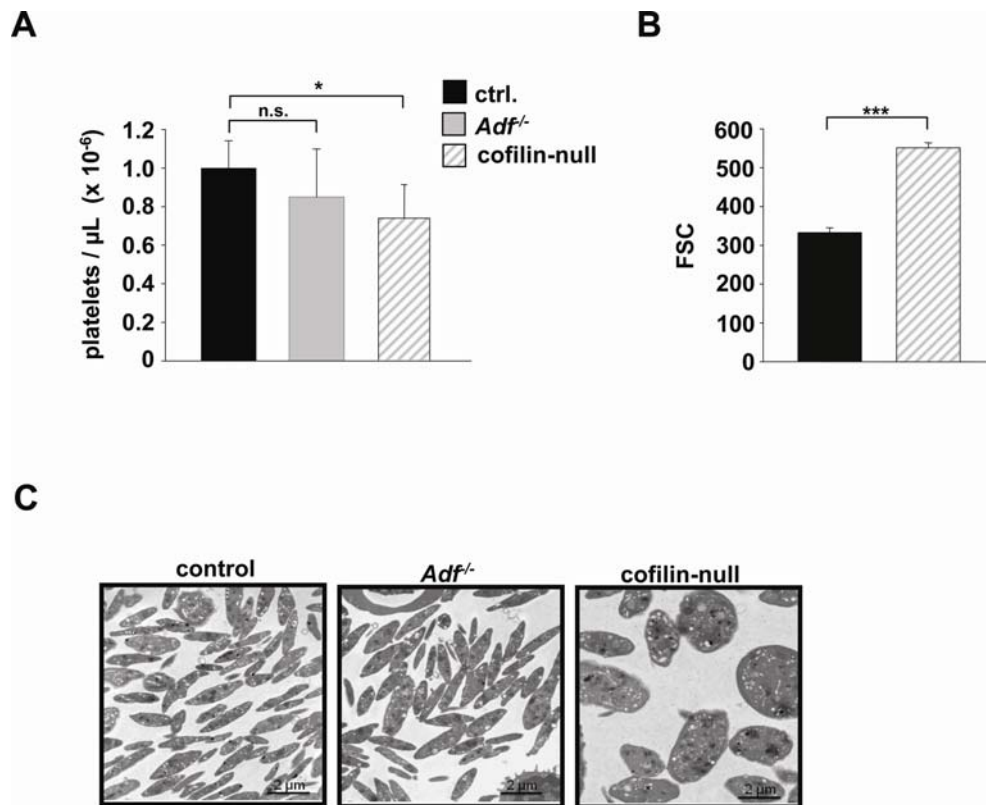 A
B
*
n.s.
ctrl.
Adf-/-
cofilin-null
platelets / µL (x 10-6)
1.2
1.0
0.8
0.6
0.4
0.2
0
***
FSC
600
500
400
300
200
100
0
C
control
Adf-/-
cofilin-null
2 µm
2 µm
2 µm